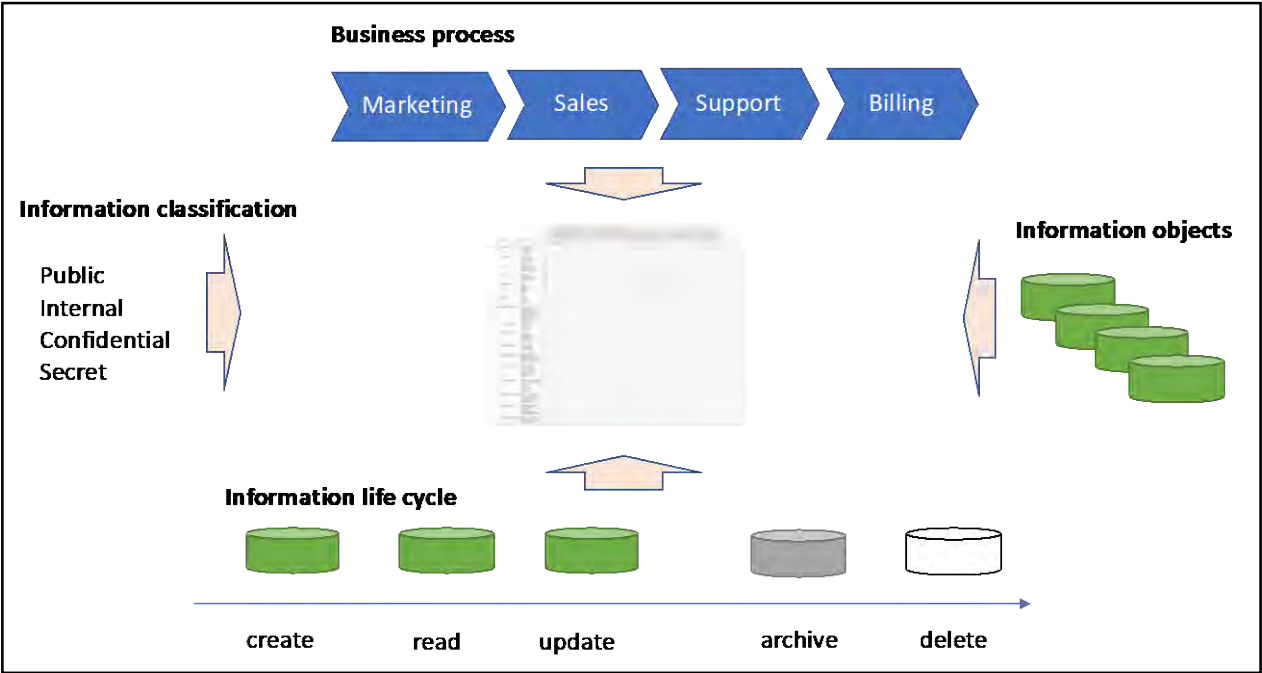 Business process
Marketing Sales Support Billing
Information classification
Information objects
Public
Internal
Confidential
Secret
Information life cycle
create read update archive delete